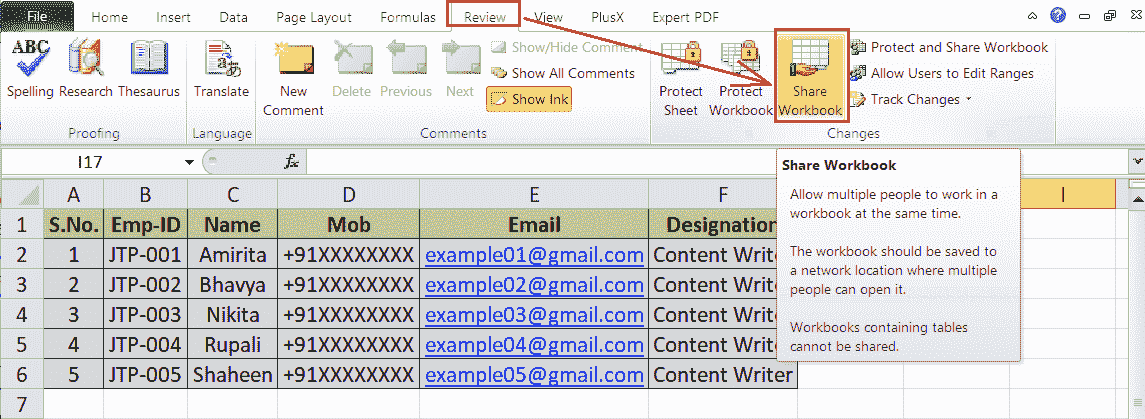 File Home Insert Data Page Layout Formulas Review View PlusX Expert PDF
ABC
Spelling Research Thesaurus
Proofing
Translate
Language
New Comment
Delete Previous Next
Show/Hide Comment
Show All Comments
Show Ink
Comments
Protect Sheet
Protect Workbook
Share Workbook
Protect and Share Workbook
Allow Users to Edit Ranges
Track Changes
Changes
I17 fx
Share Workbook
Allow multiple people to work in a
workbook at the same time.
The workbook should be saved to
a network location where multiple
people can open it.
Workbooks containing tables
cannot be shared.
A B C D E F I
1 S.No. Emp-ID Name Mob Email Designation
2 1 JTP-001 Amirita +91XXXXXXXX example01@gmail.com Content Writer
3 2 JTP-002 Bhavya +91XXXXXXXX example02@gmail.com Content Writer
4 3 JTP-003 Nikita +91XXXXXXXX example03@gmail.com Content Writer
5 4 JTP-004 Rupali +91XXXXXXXX example04@gmail.com Content Writer
6 5 JTP-005 Shaheen +91XXXXXXXX example05@gmail.com Content Writer
7